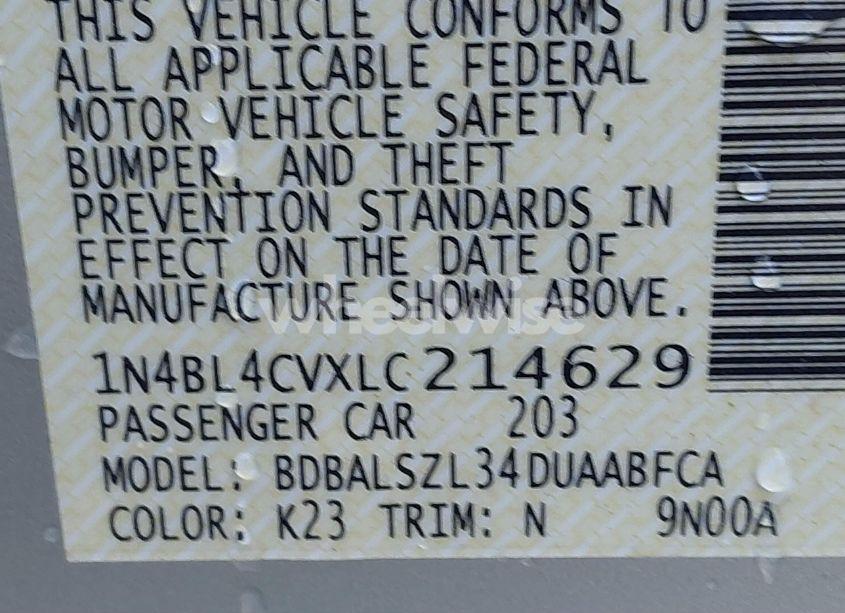 THIS VEHICLE CONFORMS TO
ALL APPLICABLE FEDERAL
MOTOR VEHICLE SAFETY,
BUMPER, AND THEFT
PREVENTION STANDARDS IN
EFFECT ON THE DATE OF
MANUFACTURE SHOWN ABOVE.
wheelwise
1N4BL4CVXLC214629
PASSENGER CAR 203
MODEL: BDBALSZL34DUAABFCA
COLOR: K23 TRIM: N 9N00A